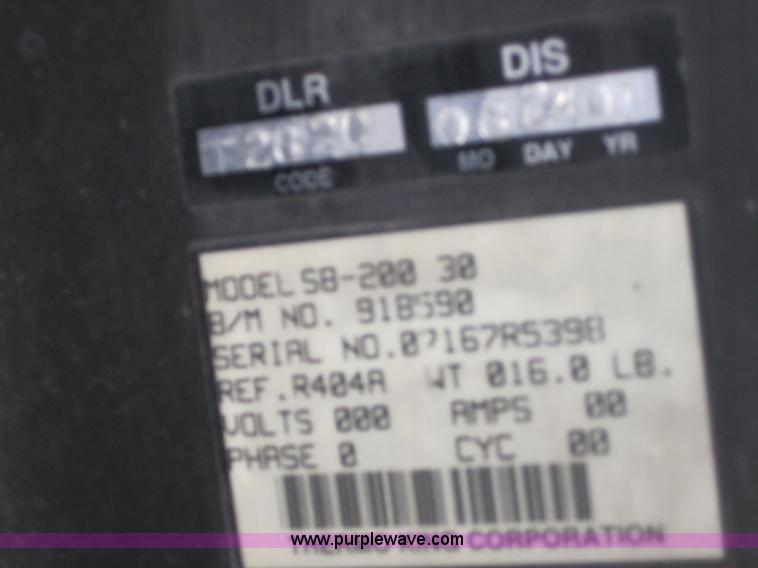 DLR
DIS
CODE
MO DAY YR
MODEL SB-200 30
B/M NO. 918590
SERIAL NO.07167R5398
REF.R404A WT 016.0 LB.
VOLTS 000 AMPS 00
PHASE 0 CYC 00
CORPORATION
www.purplewave.com